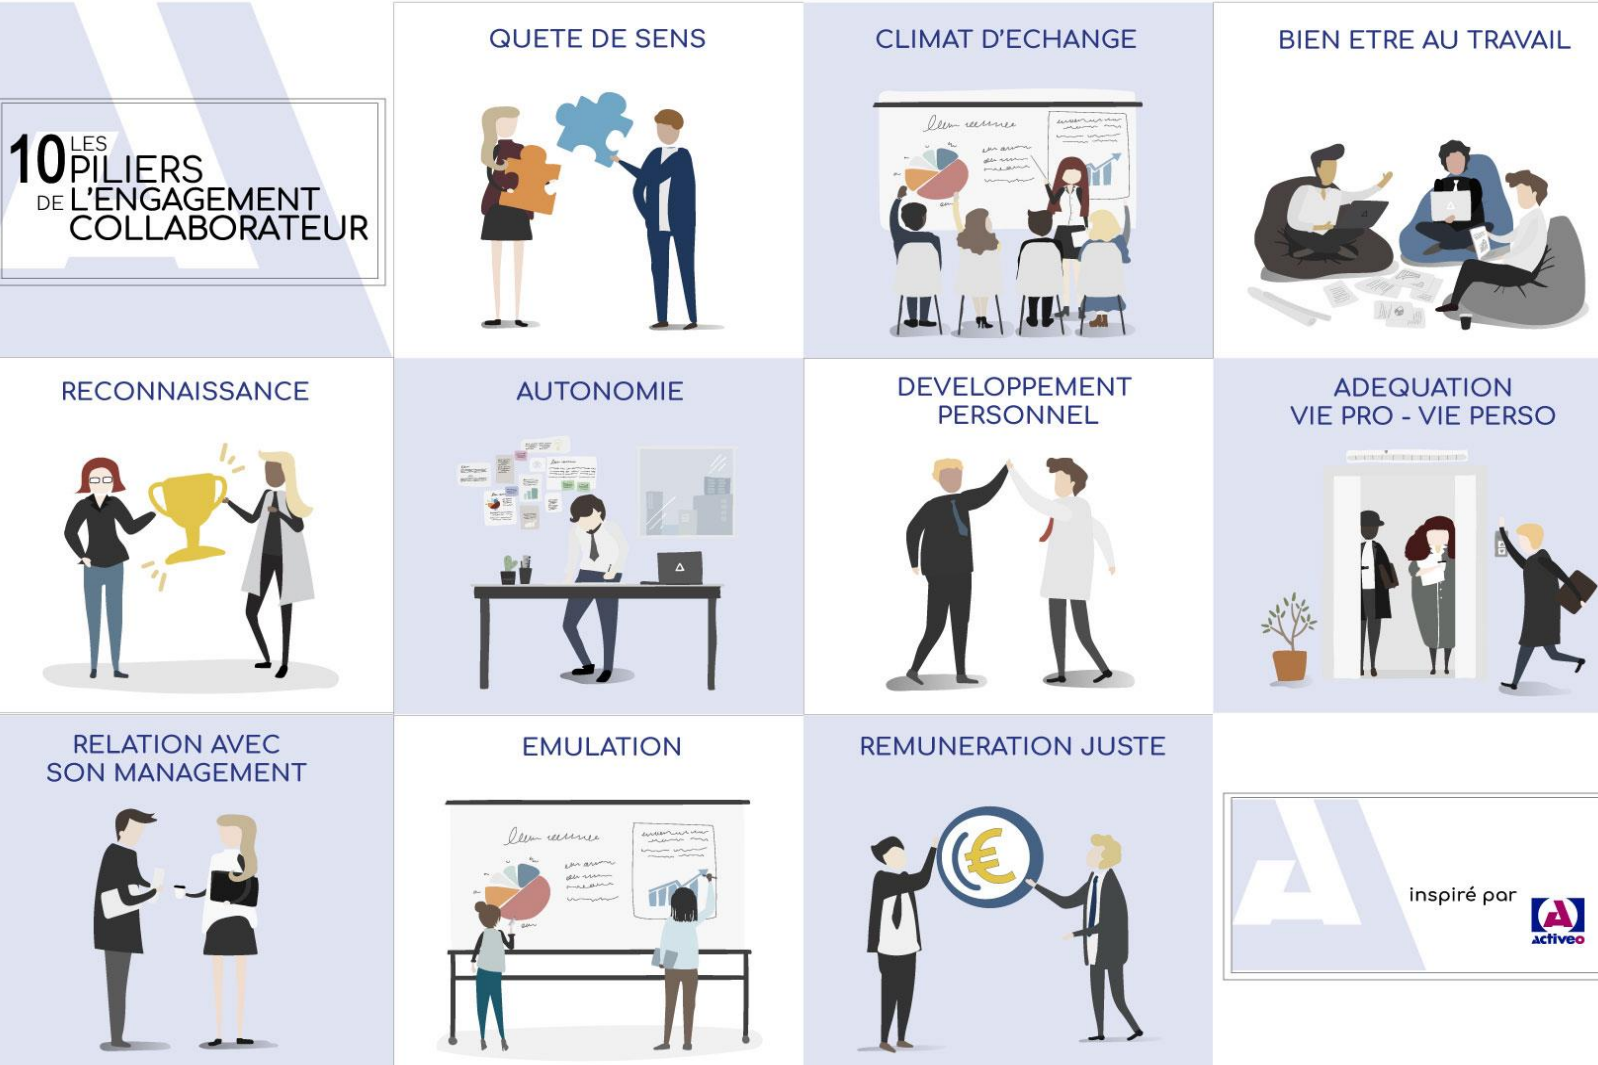 10 LES
PILIERS
DE L'ENGAGEMENT
COLLABORATEUR
QUETE DE SENS
CLIMAT D'ECHANGE
BIEN ETRE AU TRAVAIL
RECONNAISSANCE
AUTONOMIE
DEVELOPPEMENT
PERSONNEL
ADEQUATION
VIE PRO - VIE PERSO
RELATION AVEC
SON MANAGEMENT
EMULATION
REMUNERATION JUSTE
€
inspiré par
activeo